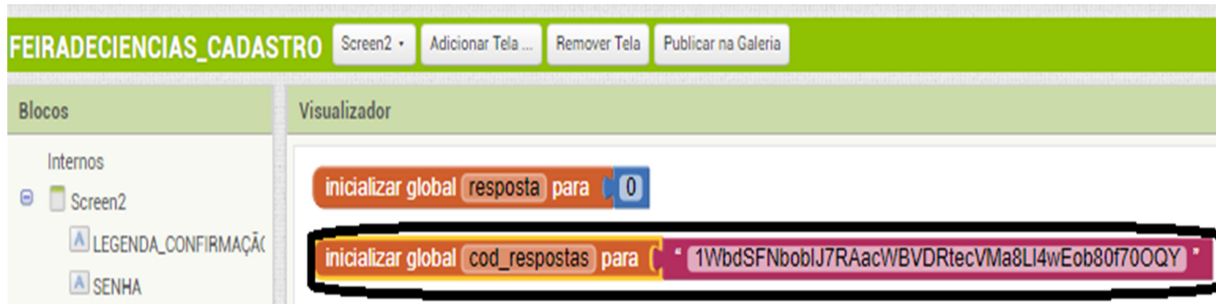 FEIRADECIENCIAS_CADASTRO Screen2 Adicionar Tela ... Remover Tela Publicar na Galeria
Blocos Visualizador
Internos
Screen2
LEGENDA_CONFIRMAÇÃ(
SENHA
inicializar global resposta para 0
inicializar global cod_respostas para " 1WbdSFNbobIJ7RAacWBVDRtecVMa8LI4wEob80f70OQY "